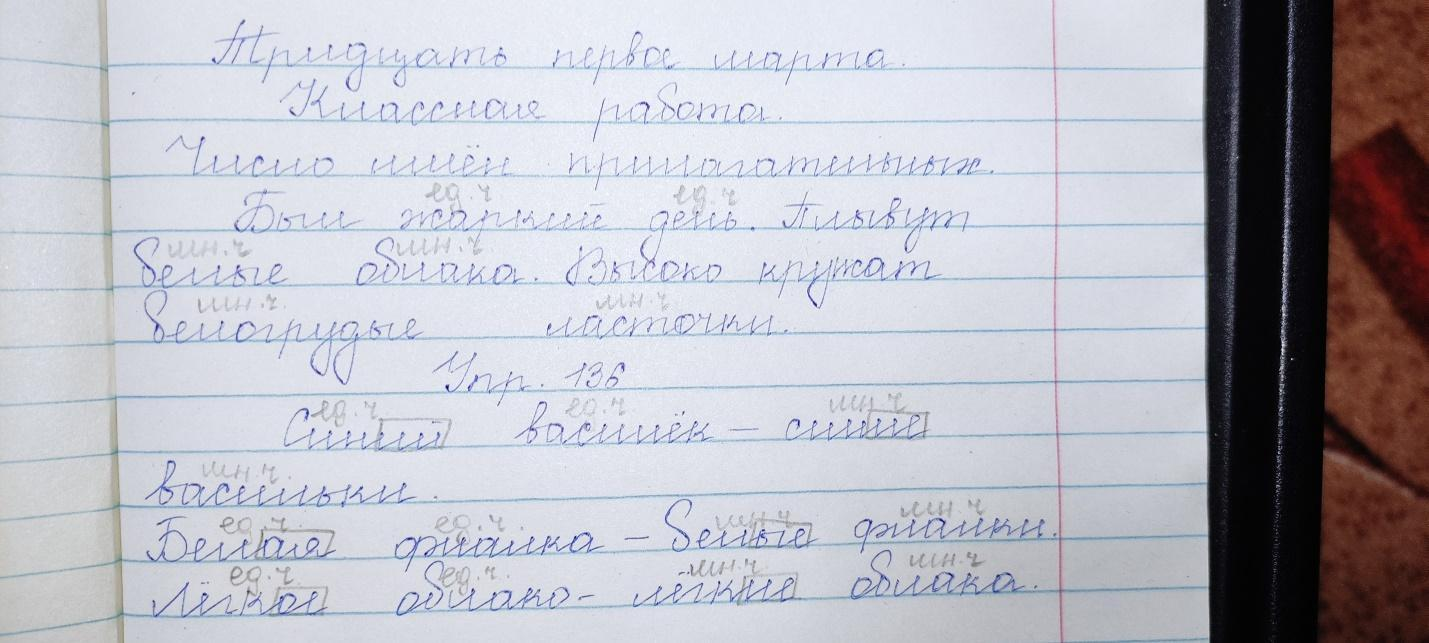 Тридцать первое марта.
Классная работа.
Число имён прилагательных.
ед. ч ед. ч
Был жаркий день. Плывут
мн. ч мн. ч
белые облака. Высоко кружат
мн. ч. мн. ч
белогрудые ласточки.
Упр. 136
ед. ч ед. ч мн. ч
Синий василёк – синие
мн. ч.
васильки.
ед. ч. ед. ч. мн. ч мн. ч
Белая фиалка – белые фиалки.
ед. ч. ед. ч. мн. ч. мн. ч
Лёгкое облако - лёгкие облака.